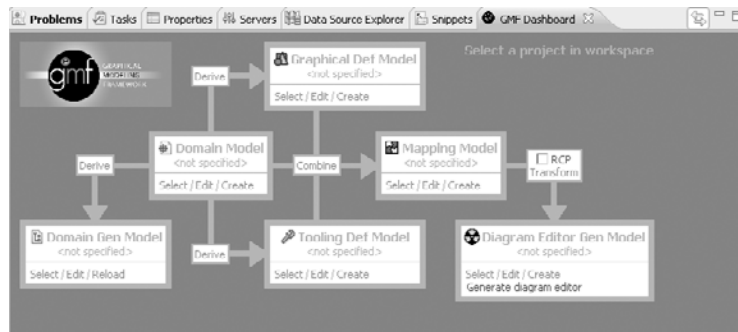 Problems Tasks Properties Servers Data Source Explorer Snippets GMF Dashboard
gmf GRAPHICAL
MODELING
FRAMEWORK
Select a project in workspace
Derive
Graphical Def Model
<not specified>
Select / Edit / Create
Domain Model
<not specified>
Select / Edit / Create
Combine
Mapping Model
<not specified>
Select / Edit / Create
RCP
Transform
Derive
Domain Gen Model
<not specified>
Select / Edit / Reload
Derive
Tooling Def Model
<not specified>
Select / Edit / Create
Diagram Editor Gen Model
<not specified>
Select / Edit / Create
Generate diagram editor